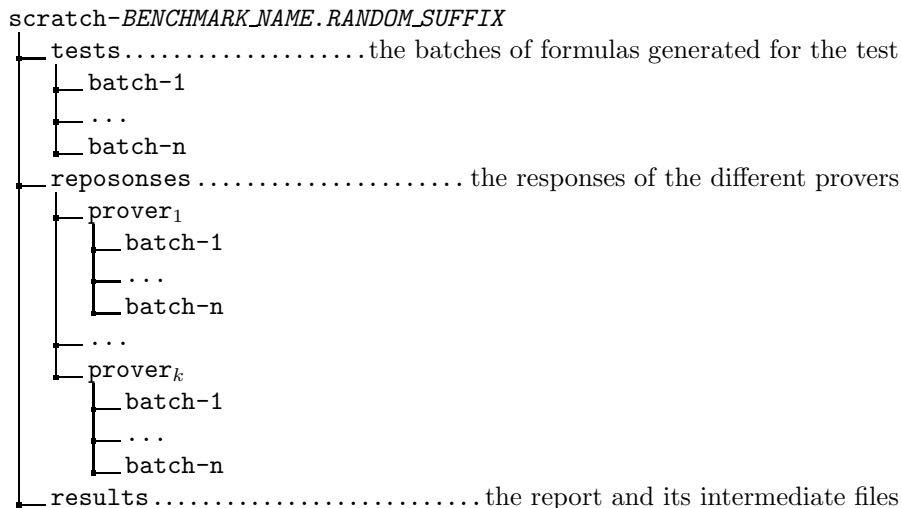 scratch-BENCHMARK_NAME.RANDOM_SUFFIX
tests....................the batches of formulas generated for the test
batch-1
...
batch-n
reposonses......................the responses of the different provers
prover₁
batch-1
...
batch-n
...
proverₖ
batch-1
...
batch-n
results...........................the report and its intermediate files